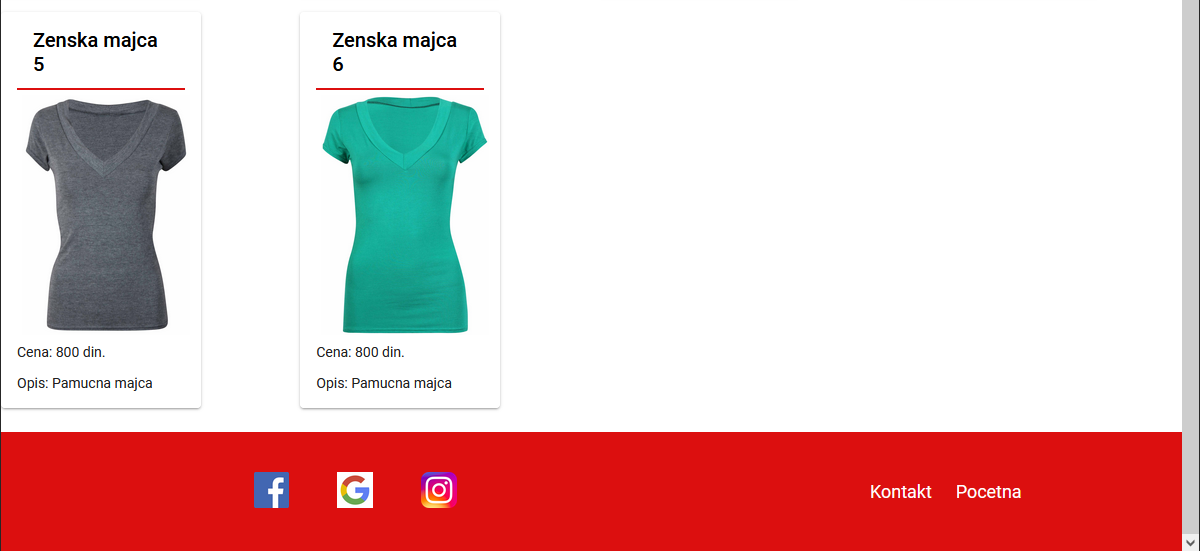 Zenska majca
5
Cena: 800 din.
Opis: Pamucna majca
Zenska majca
6
Cena: 800 din.
Opis: Pamucna majca
Kontakt
Pocetna